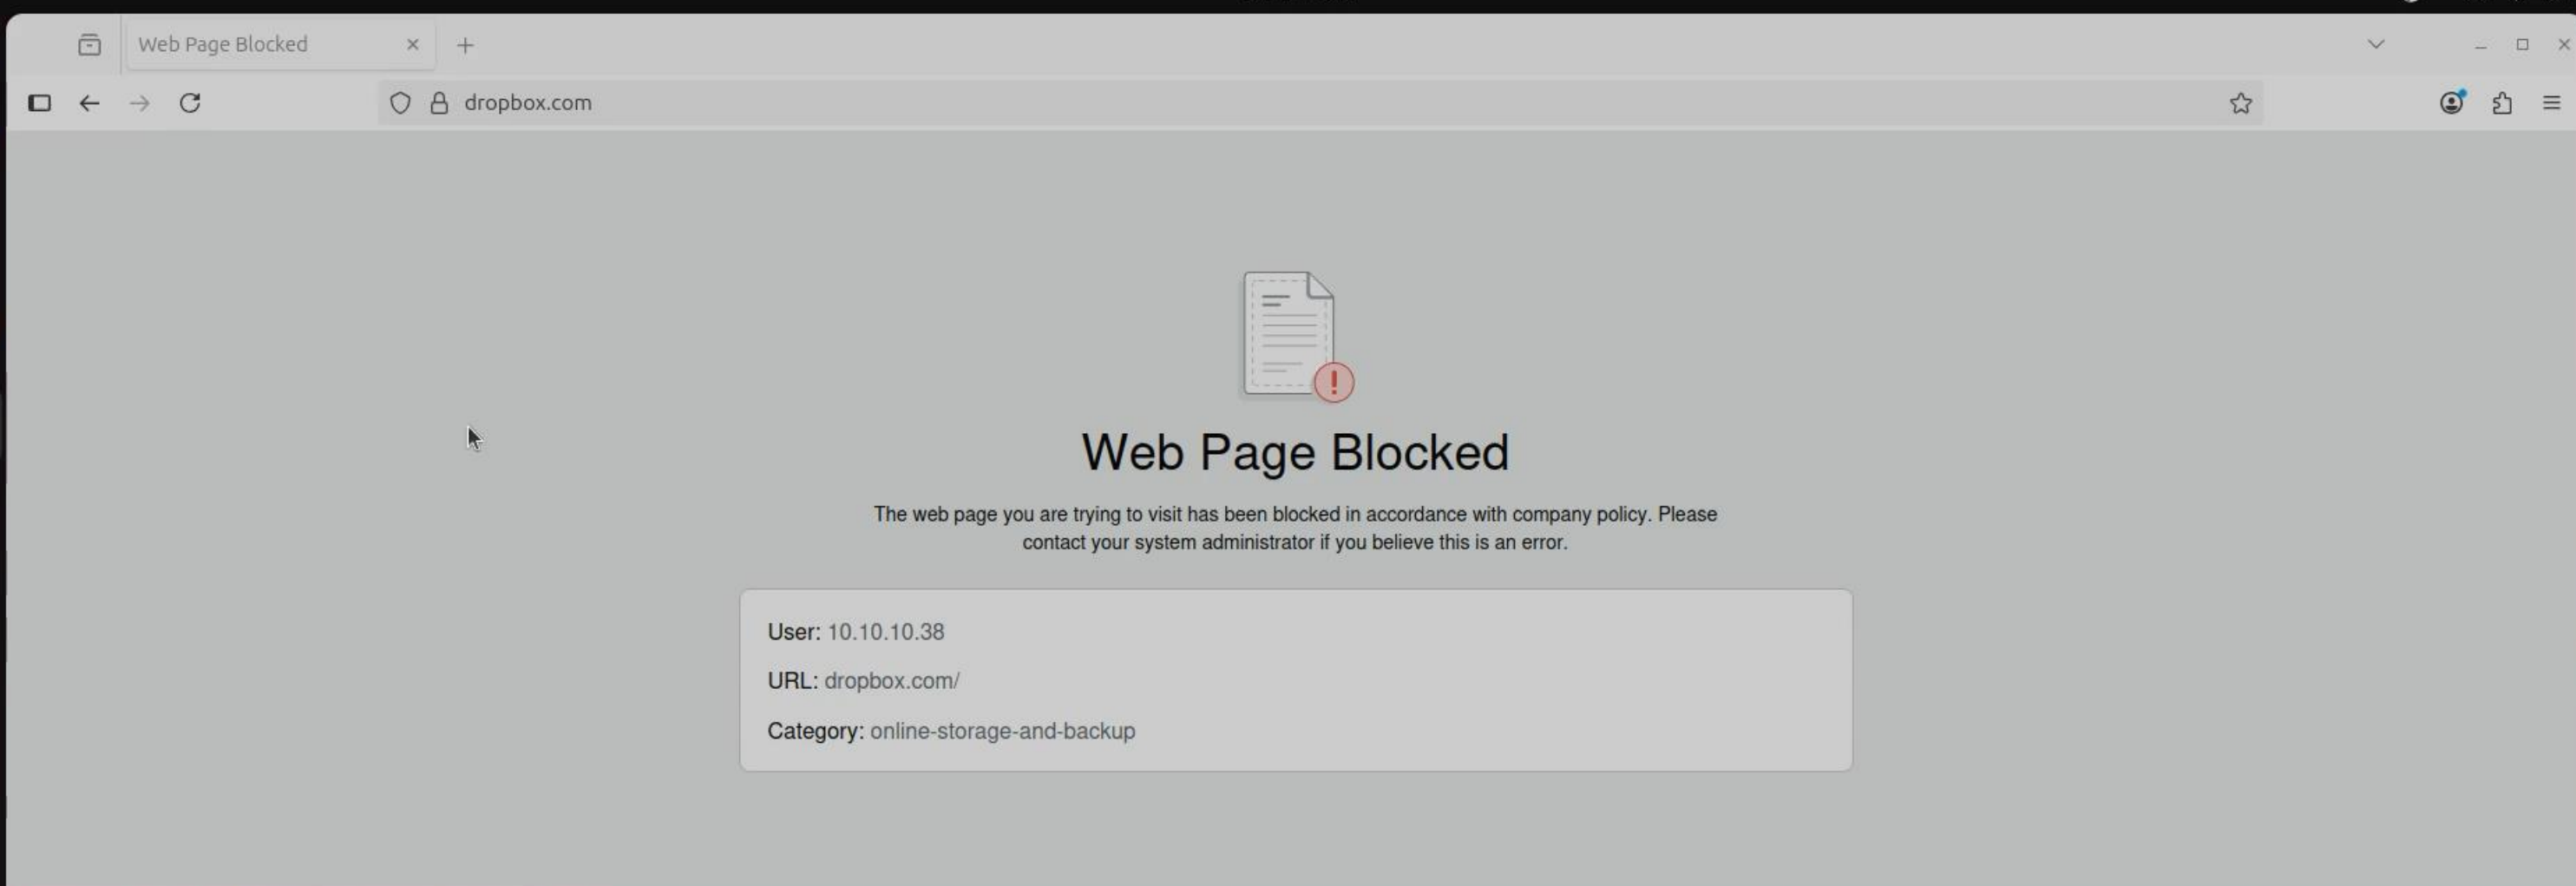 Web Page Blocked
dropbox.com
Web Page Blocked
The web page you are trying to visit has been blocked in accordance with company policy. Please
contact your system administrator if you believe this is an error.
User: 10.10.10.38
URL: dropbox.com/
Category: online-storage-and-backup